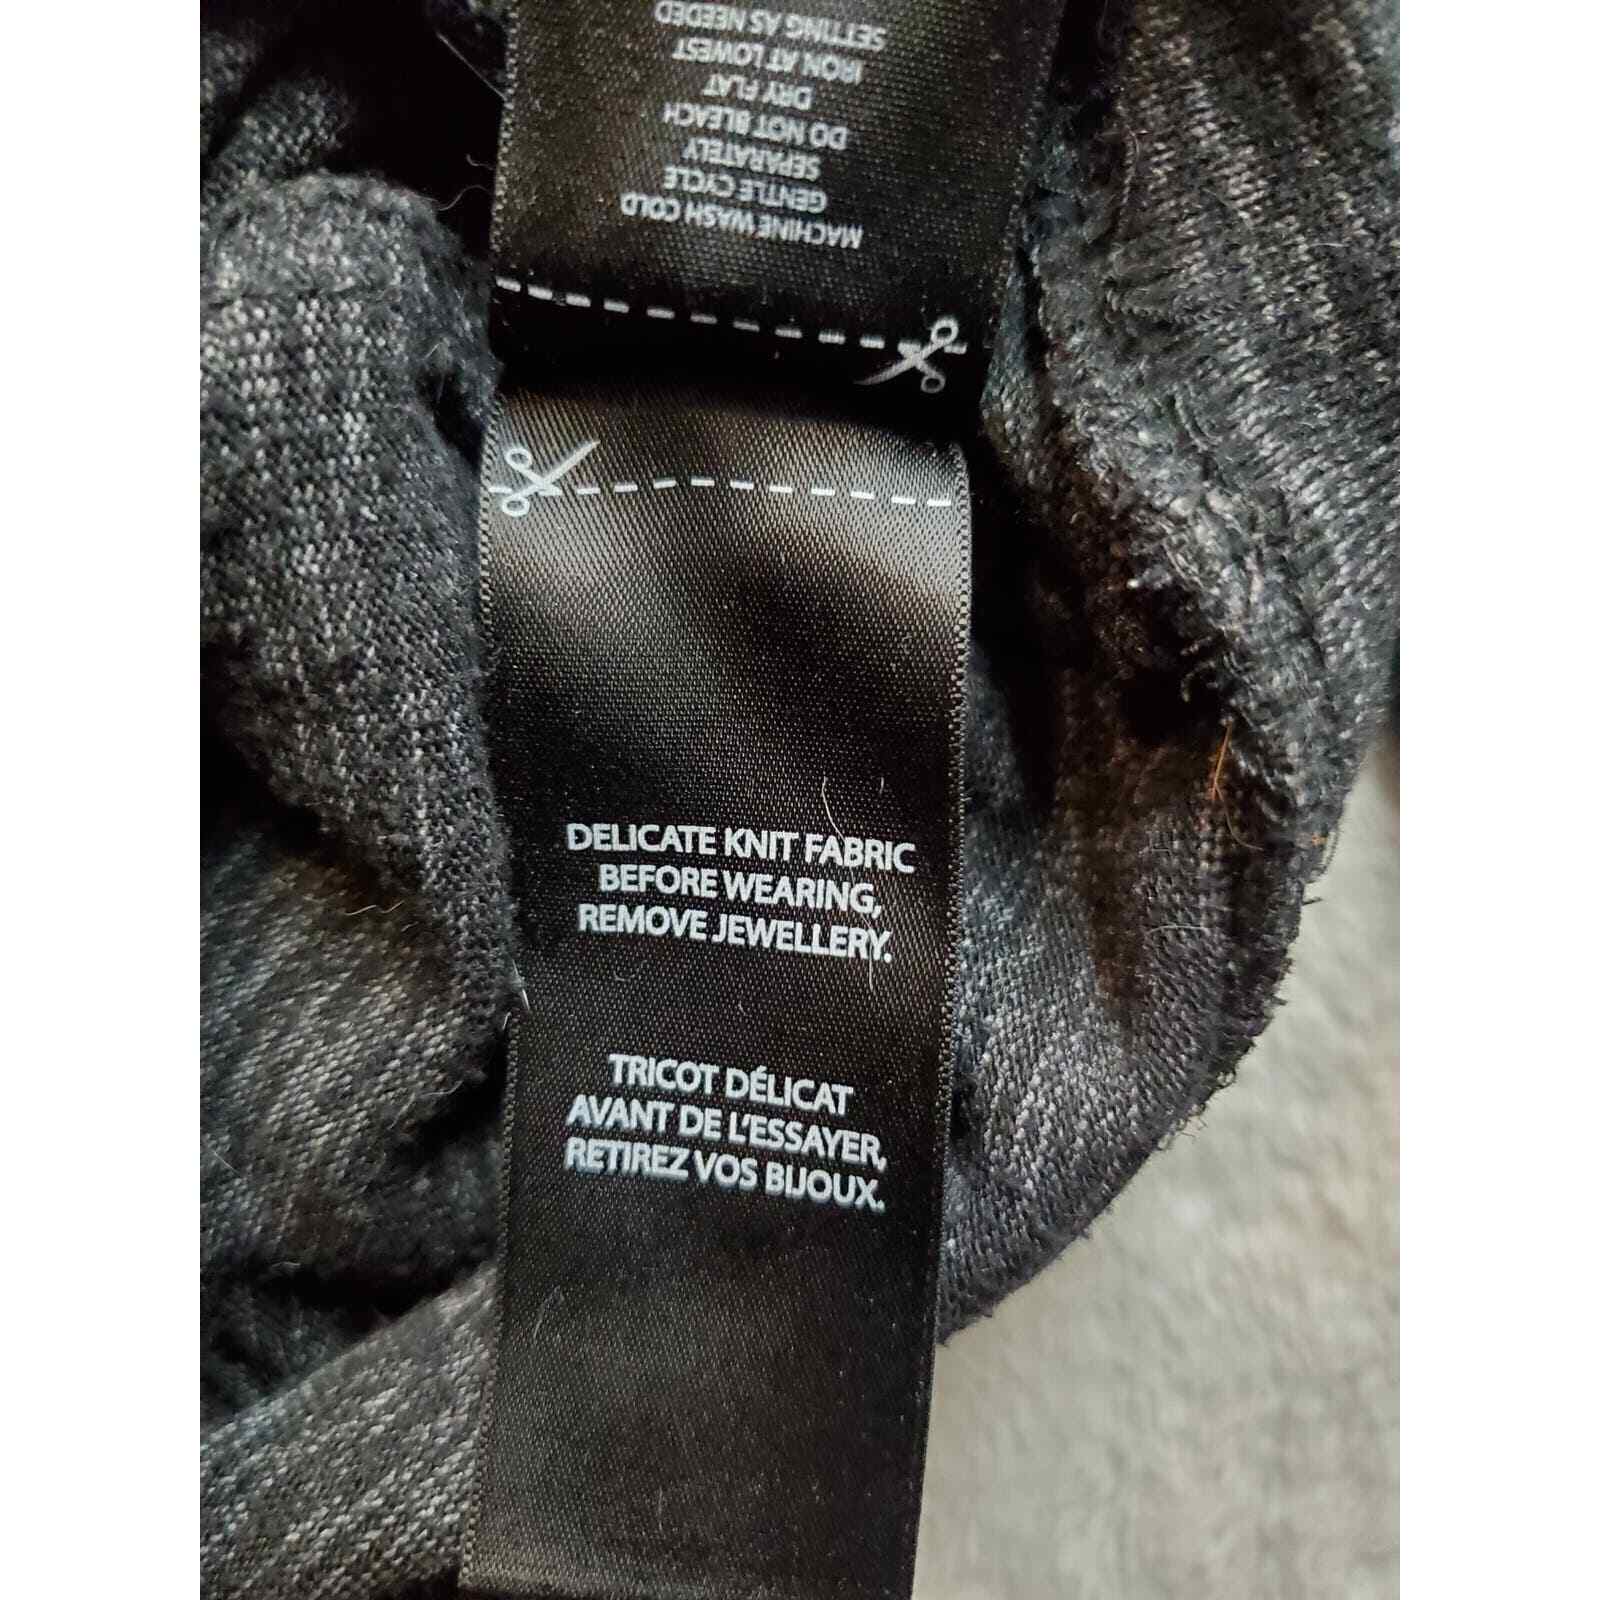 MACHINE WASH COLD
GENTLE CYCLE
SEPARATELY
DO NOT BLEACH
DRY FLAT
IRON AT LOWEST
SETTING AS NEEDED
DELICATE KNIT FABRIC
BEFORE WEARING,
REMOVE JEWELLERY.
TRICOT DÉLICAT
AVANT DE L'ESSAYER,
RETIREZ VOS BIJOUX.